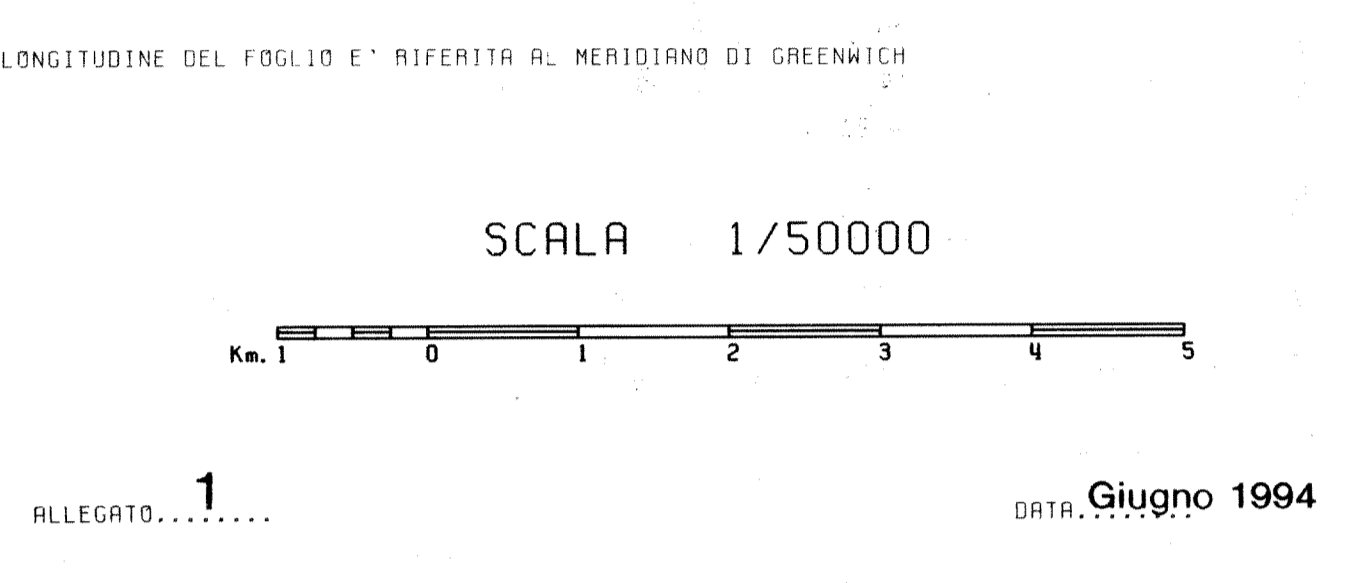 LONGITUDINE DEL FOGLIO E' RIFERITA AL MERIDIANO DI GREENWICH
SCALA 1/50000
Km. 1 0 1 2 3 4 5
ALLEGATO...1.... DATA.Giugno 1994